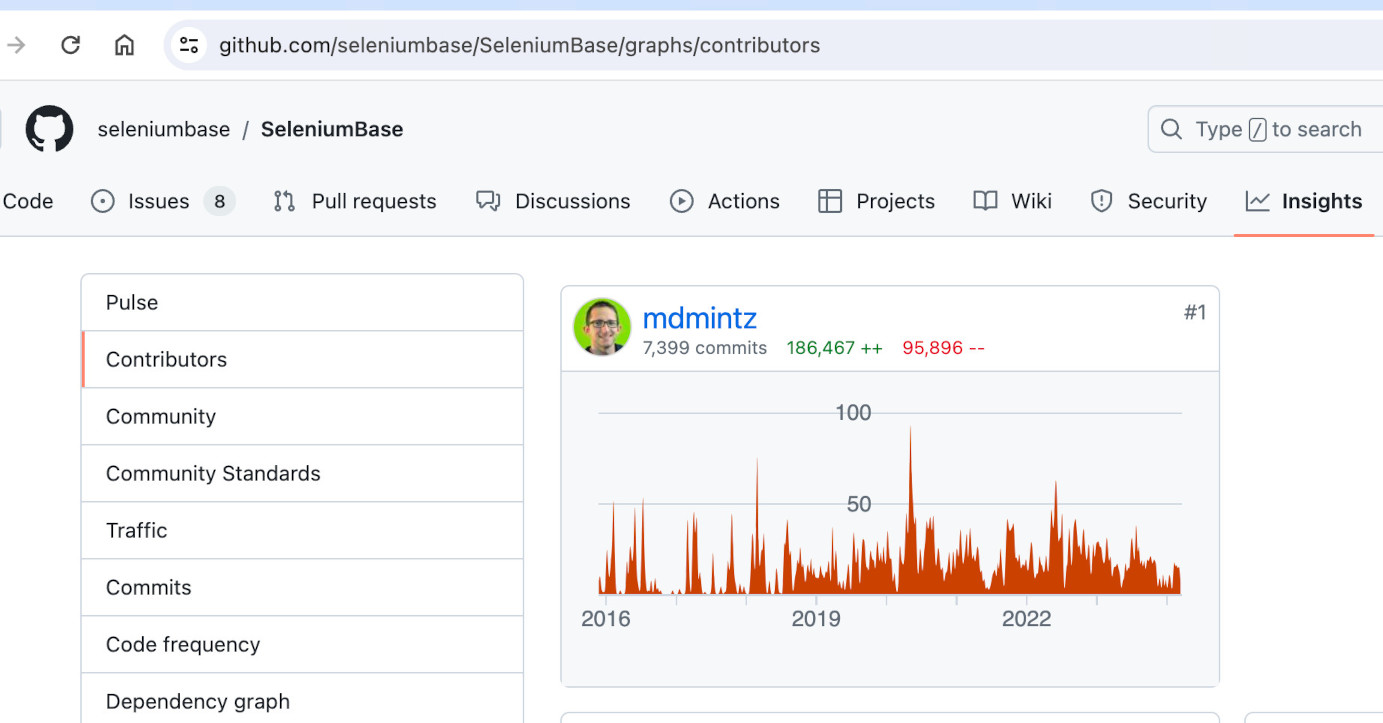 github.com/seleniumbase/SeleniumBase/graphs/contributors
seleniumbase / SeleniumBase
Type / to search
Code Issues 8 Pull requests Discussions Actions Projects Wiki Security Insights
Pulse
Contributors
Community
Community Standards
Traffic
Commits
Code frequency
Dependency graph
mdmintz #1
7,399 commits 186,467 ++ 95,896 --
100
50
2016 2019 2022